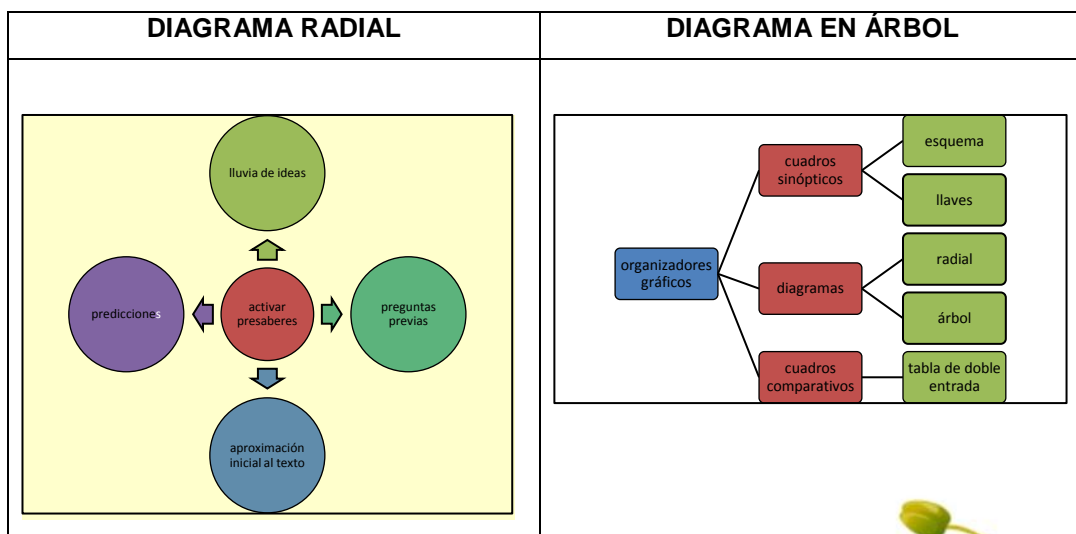 DIAGRAMA RADIAL
DIAGRAMA EN ÁRBOL
lluvia de ideas
predicciones
activar
presaberes
preguntas
previas
aproximación
inicial al texto
organizadores
gráficos
cuadros
sinópticos
esquema
llaves
diagramas
radial
árbol
cuadros
comparativos
tabla de doble
entrada